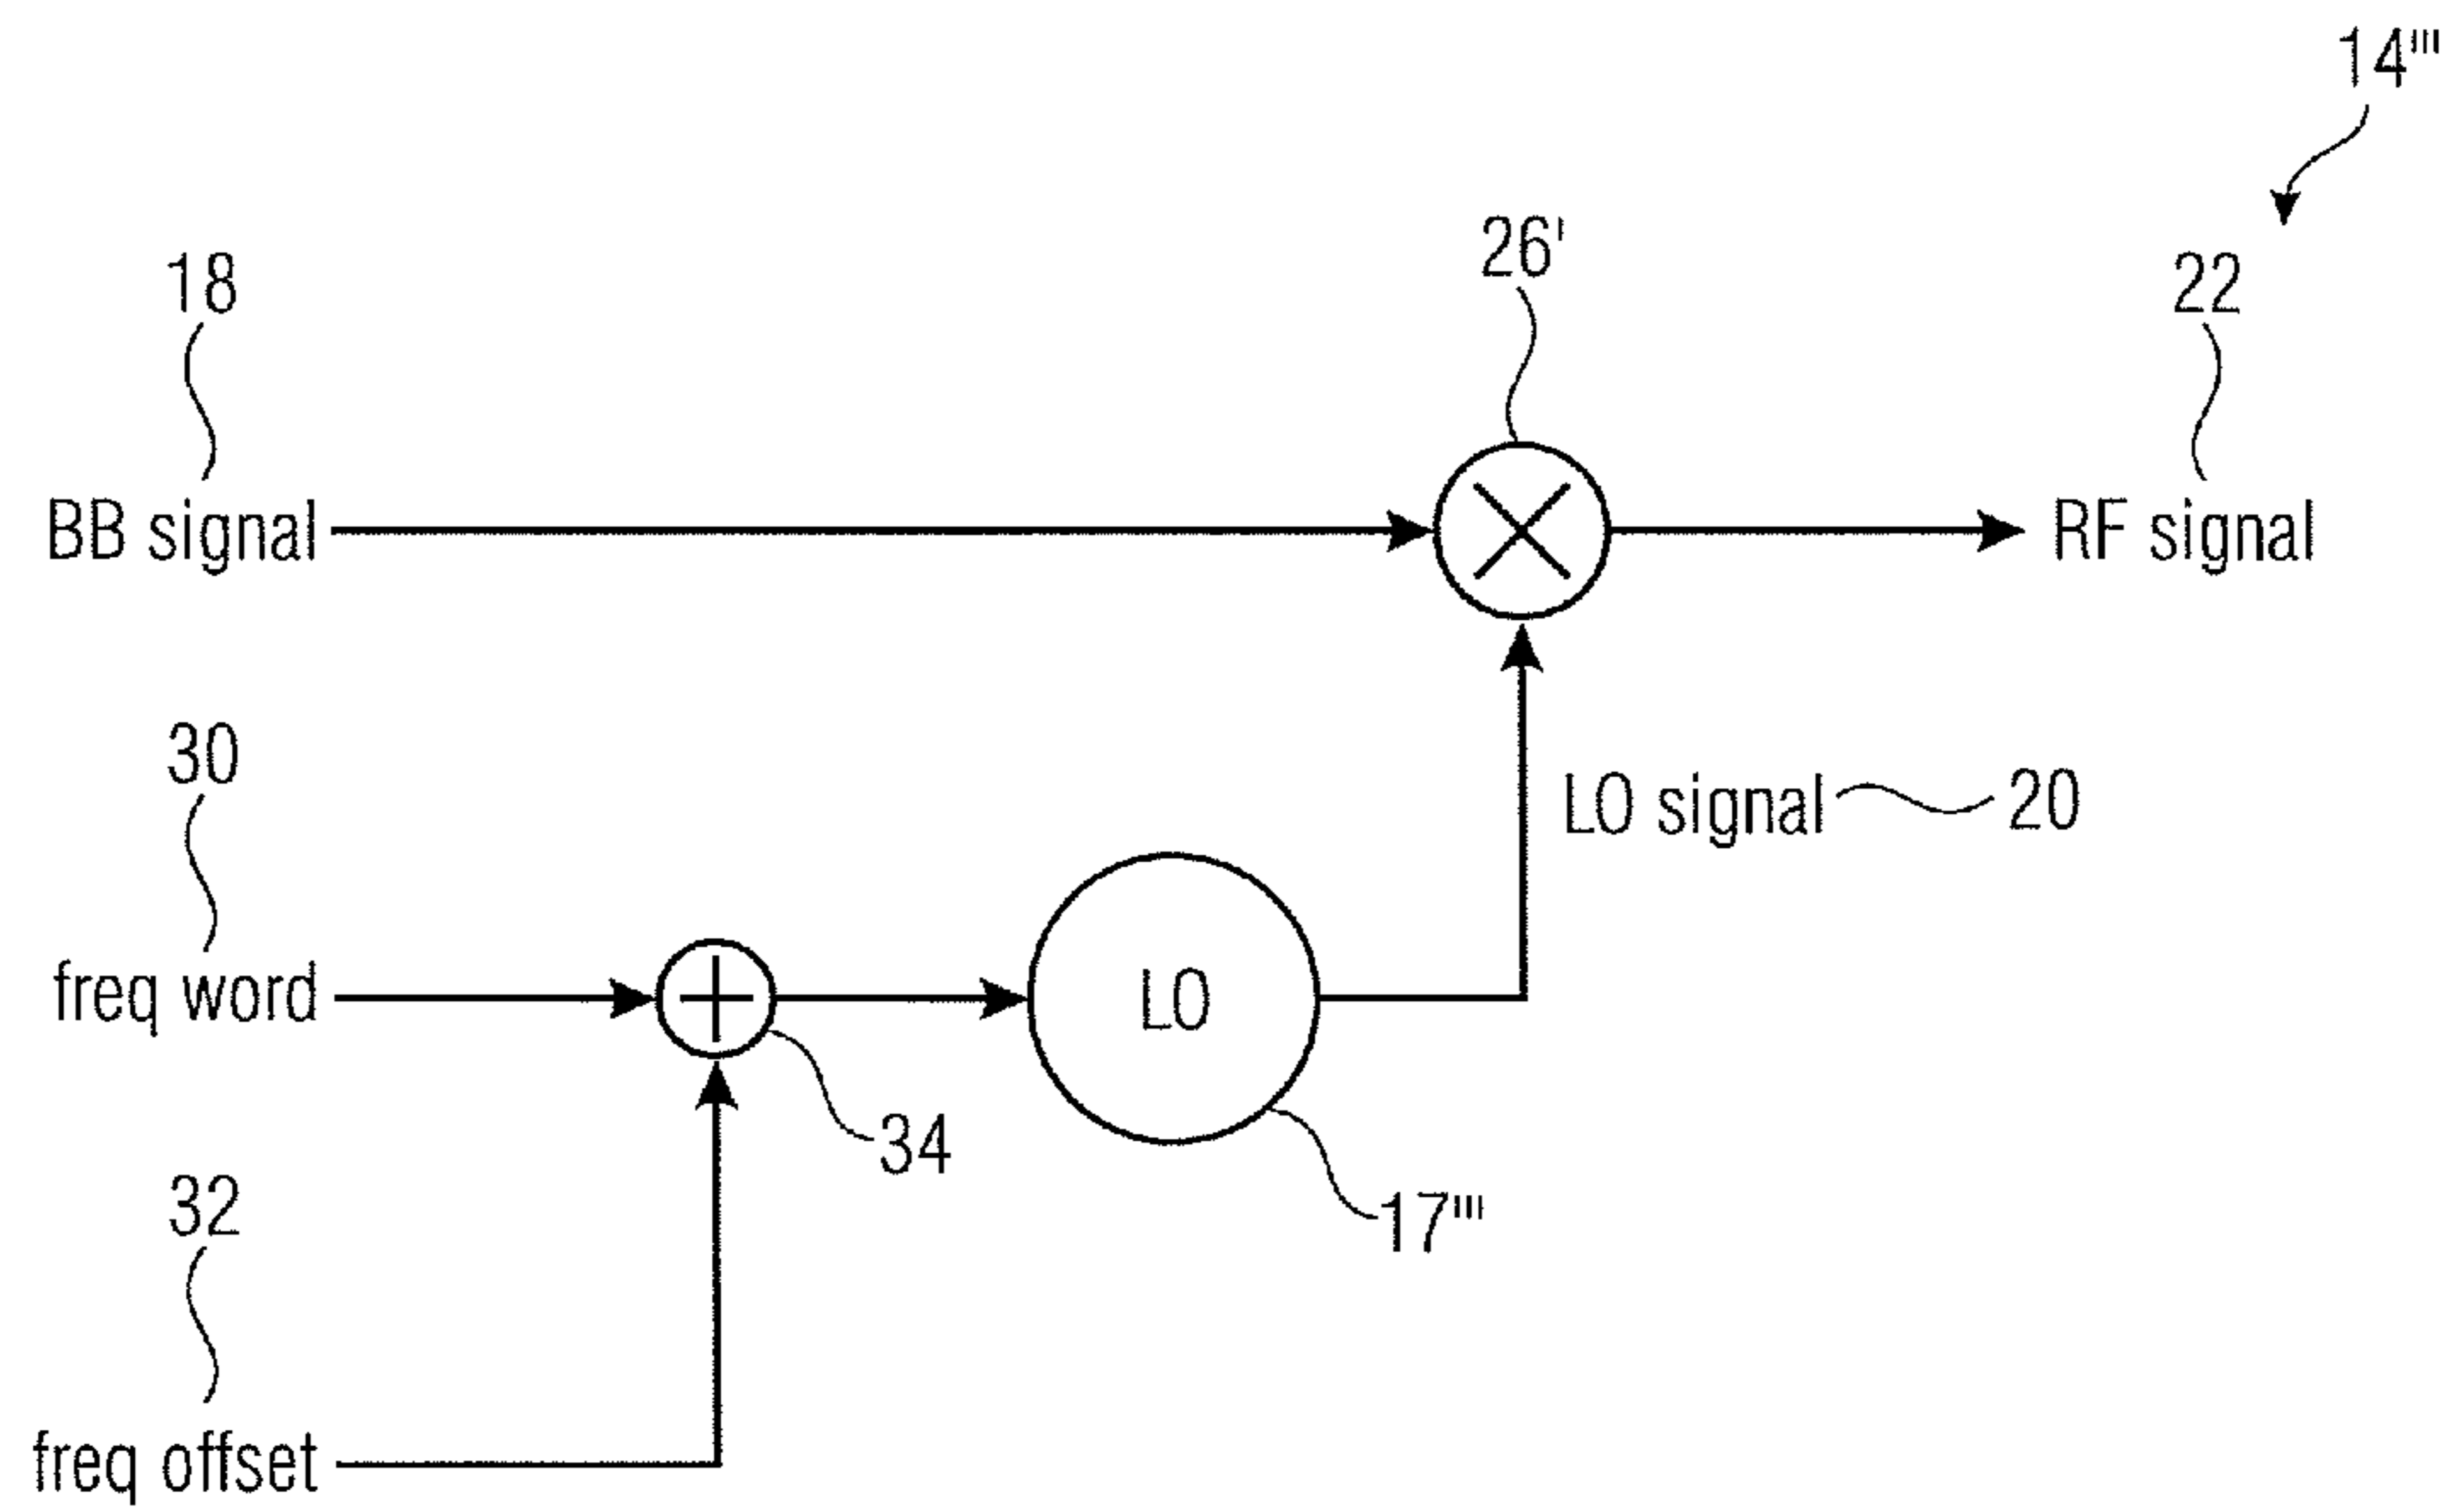 14'''
26'
18
22
BB signal
RF signal
30
LO signal
20
freq word
LO
34
32
17'''
freq offset